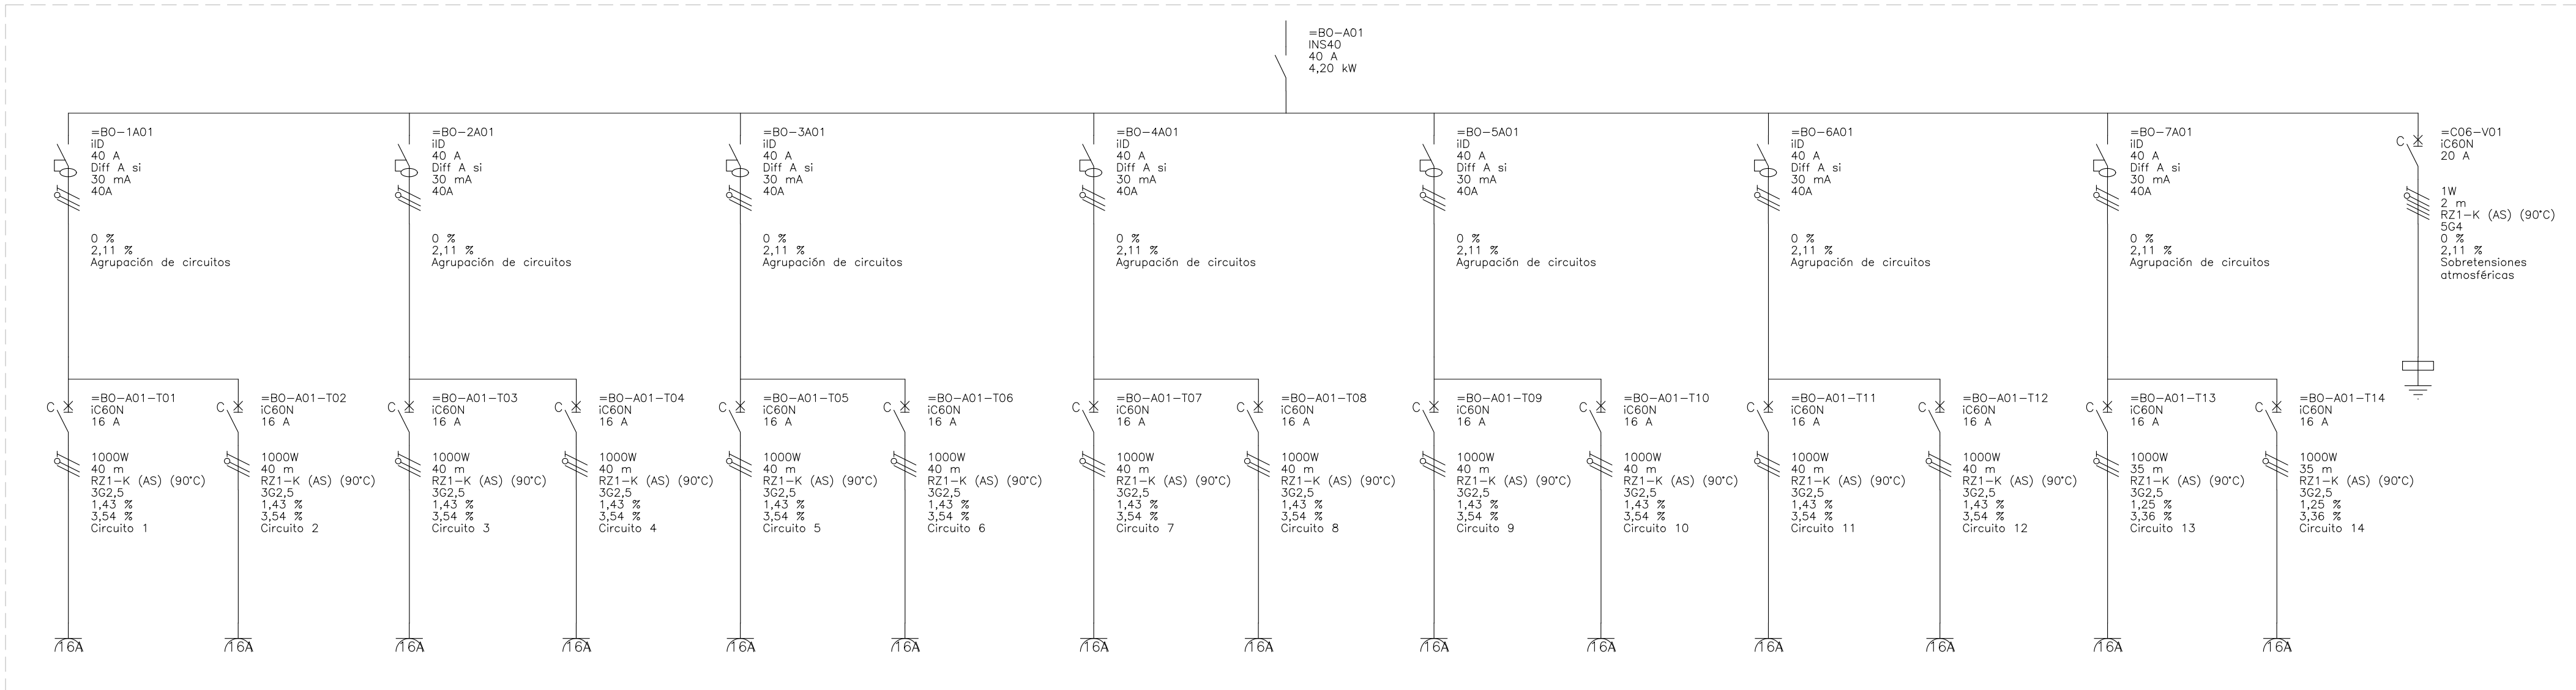 =BO-A01
INS40
40 A
4,20 kW
=BO-1A01
iID
40 A
Diff A si
30 mA
40A
0 %
2,11 %
Agrupación de circuitos
=BO-2A01
iID
40 A
Diff A si
30 mA
40A
0 %
2,11 %
Agrupación de circuitos
=BO-3A01
iID
40 A
Diff A si
30 mA
40A
0 %
2,11 %
Agrupación de circuitos
=BO-4A01
iID
40 A
Diff A si
30 mA
40A
0 %
2,11 %
Agrupación de circuitos
=BO-5A01
iID
40 A
Diff A si
30 mA
40A
0 %
2,11 %
Agrupación de circuitos
=BO-6A01
iID
40 A
Diff A si
30 mA
40A
0 %
2,11 %
Agrupación de circuitos
=BO-7A01
iID
40 A
Diff A si
30 mA
40A
0 %
2,11 %
Agrupación de circuitos
C
=C06-V01
iC60N
20 A
1W
2 m
RZ1-K (AS) (90°C)
5G4
0 %
2,11 %
Sobretensiones
atmosféricas
C
=BO-A01-T01
iC60N
16 A
1000W
40 m
RZ1-K (AS) (90°C)
3G2,5
1,43 %
3,54 %
Circuito 1
16A
C
=BO-A01-T02
iC60N
16 A
1000W
40 m
RZ1-K (AS) (90°C)
3G2,5
1,43 %
3,54 %
Circuito 2
16A
C
=BO-A01-T03
iC60N
16 A
1000W
40 m
RZ1-K (AS) (90°C)
3G2,5
1,43 %
3,54 %
Circuito 3
16A
C
=BO-A01-T04
iC60N
16 A
1000W
40 m
RZ1-K (AS) (90°C)
3G2,5
1,43 %
3,54 %
Circuito 4
16A
C
=BO-A01-T05
iC60N
16 A
1000W
40 m
RZ1-K (AS) (90°C)
3G2,5
1,43 %
3,54 %
Circuito 5
16A
C
=BO-A01-T06
iC60N
16 A
1000W
40 m
RZ1-K (AS) (90°C)
3G2,5
1,43 %
3,54 %
Circuito 6
16A
C
=BO-A01-T07
iC60N
16 A
1000W
40 m
RZ1-K (AS) (90°C)
3G2,5
1,43 %
3,54 %
Circuito 7
16A
C
=BO-A01-T08
iC60N
16 A
1000W
40 m
RZ1-K (AS) (90°C)
3G2,5
1,43 %
3,54 %
Circuito 8
16A
C
=BO-A01-T09
iC60N
16 A
1000W
40 m
RZ1-K (AS) (90°C)
3G2,5
1,43 %
3,54 %
Circuito 9
16A
C
=BO-A01-T10
iC60N
16 A
1000W
40 m
RZ1-K (AS) (90°C)
3G2,5
1,43 %
3,54 %
Circuito 10
16A
C
=BO-A01-T11
iC60N
16 A
1000W
40 m
RZ1-K (AS) (90°C)
3G2,5
1,43 %
3,54 %
Circuito 11
16A
C
=BO-A01-T12
iC60N
16 A
1000W
40 m
RZ1-K (AS) (90°C)
3G2,5
1,43 %
3,54 %
Circuito 12
16A
C
=BO-A01-T13
iC60N
16 A
1000W
35 m
RZ1-K (AS) (90°C)
3G2,5
1,25 %
3,36 %
Circuito 13
16A
C
=BO-A01-T14
iC60N
16 A
1000W
35 m
RZ1-K (AS) (90°C)
3G2,5
1,25 %
3,36 %
Circuito 14
16A